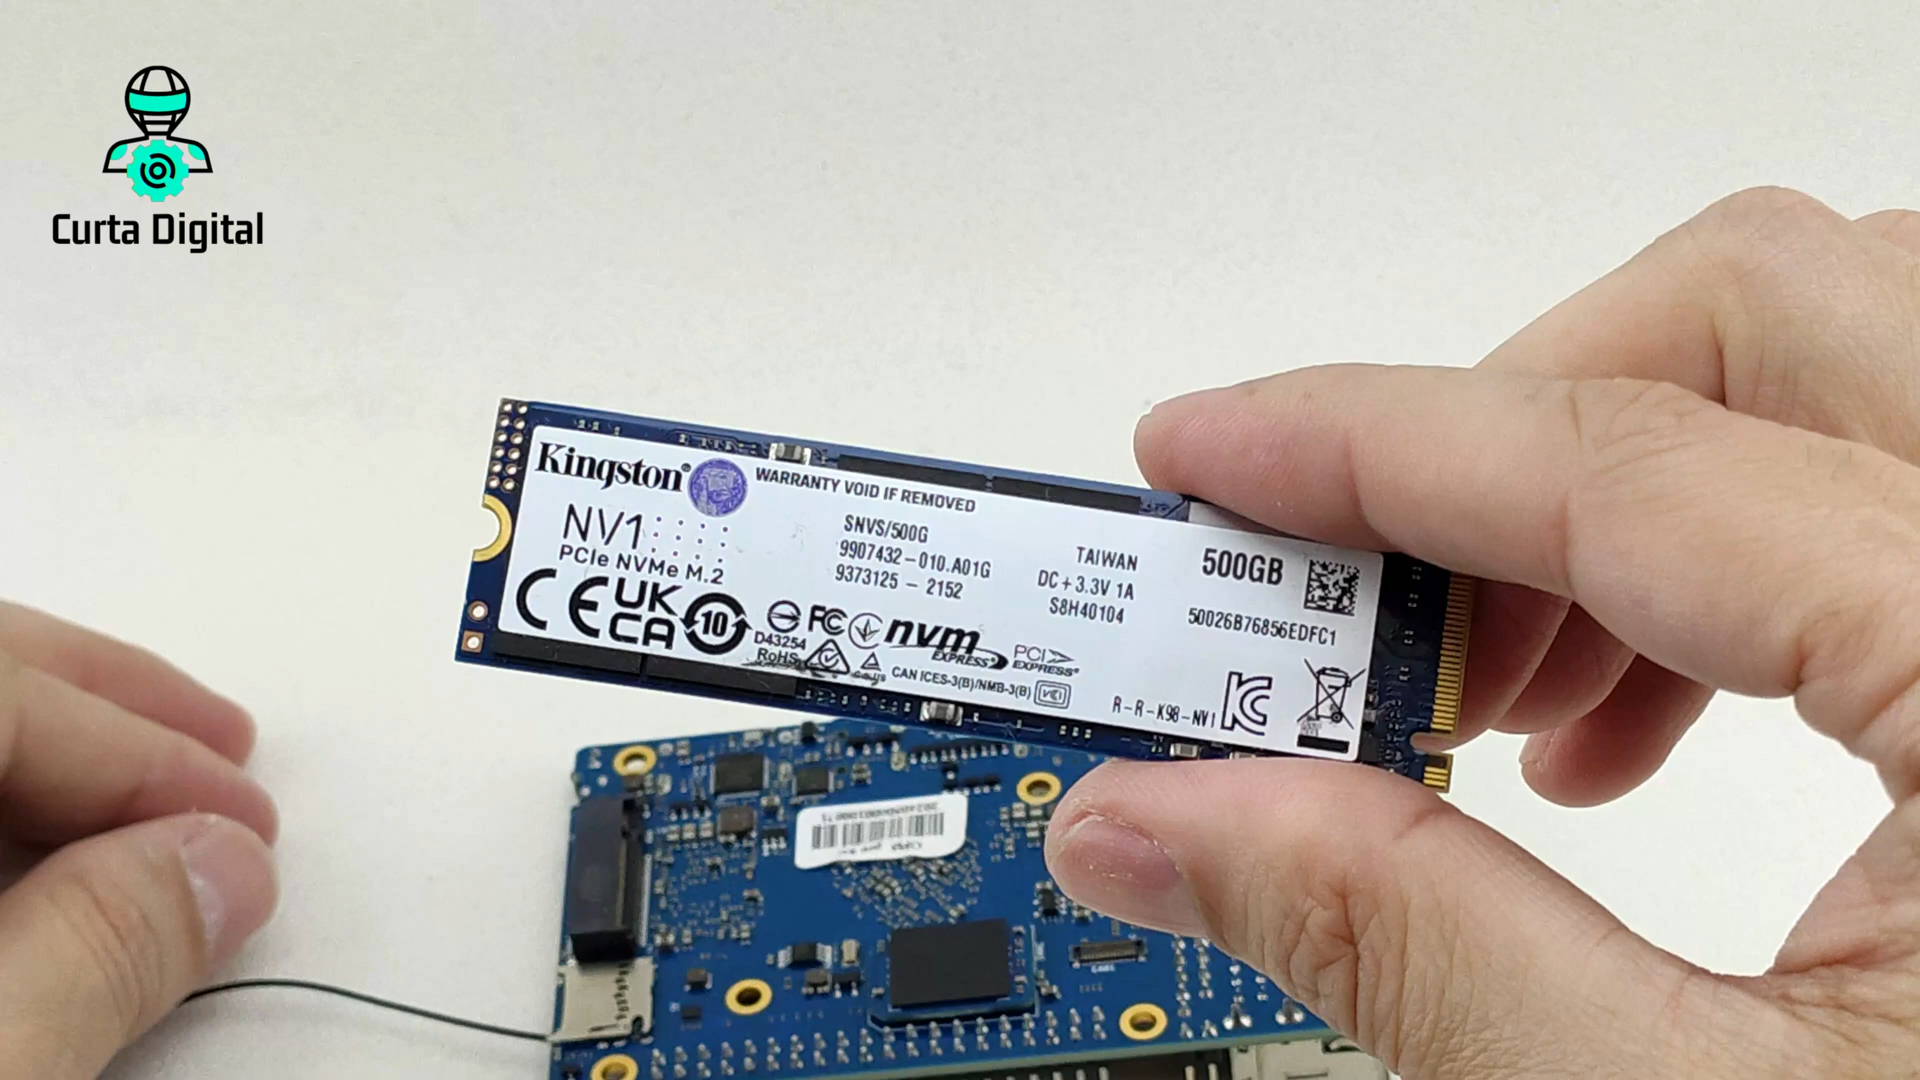 Curta Digital
Kingsston®
WARRANTY VOID IF REMOVED
NV1
PCIe NVMe M.2
SNVS/500G
9907432-010.A01G
9373125 - 2152
TAIWAN
DC+3.3V 1A
S8H40104
500GB
50026B76856EDFC1
CE
UK
CA
10
D43254
RoHS
FC
nvm
EXPRESS®
PCI
EXPRESS®
CAN ICES-3(B)/NMB-3(B)
VCI
R-R-K98-NV1